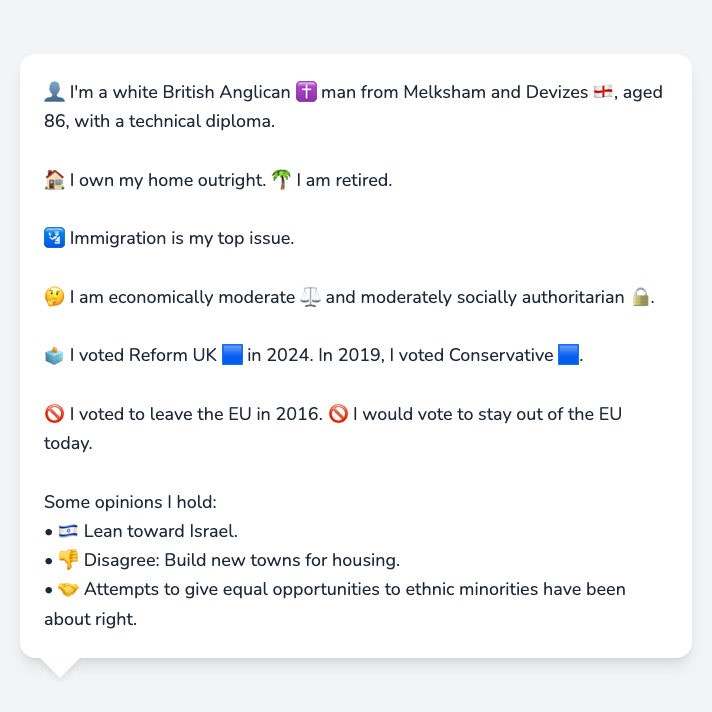 👤 I'm a white British Anglican ✝️ man from Melksham and Devizes 🏴󠁧󠁢󠁥󠁮󠁧󠁿, aged
86, with a technical diploma.
🏠 I own my home outright. 🌴 I am retired.
🛂 Immigration is my top issue.
🤔 I am economically moderate ⚖️ and moderately socially authoritarian 🔒.
🗳️ I voted Reform UK 🟦 in 2024. In 2019, I voted Conservative 🟦.
🚫 I voted to leave the EU in 2016. 🚫 I would vote to stay out of the EU
today.
Some opinions I hold:
• 🇮🇱 Lean toward Israel.
• 👎 Disagree: Build new towns for housing.
• 🤝 Attempts to give equal opportunities to ethnic minorities have been
about right.